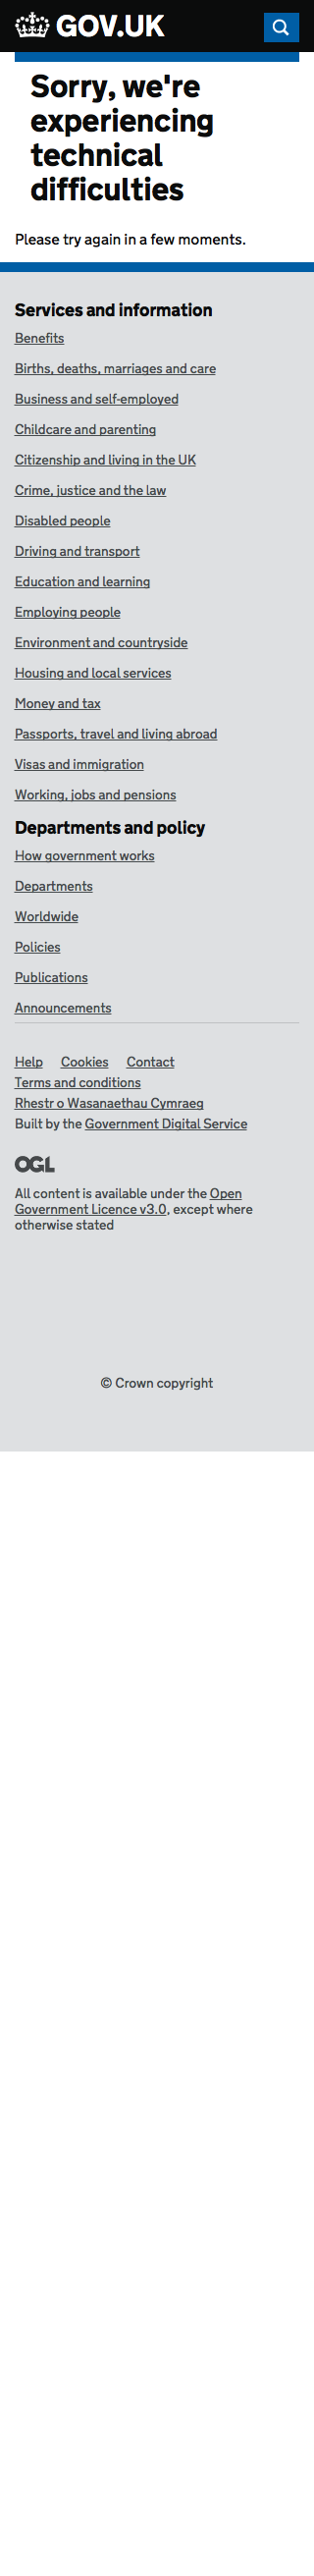 GOV.UK
Sorry, we're
experiencing
technical
difficulties
Please try again in a few moments.
Services and information
Benefits
Births, deaths, marriages and care
Business and self-employed
Childcare and parenting
Citizenship and living in the UK
Crime, justice and the law
Disabled people
Driving and transport
Education and learning
Employing people
Environment and countryside
Housing and local services
Money and tax
Passports, travel and living abroad
Visas and immigration
Working, jobs and pensions
Departments and policy
How government works
Departments
Worldwide
Policies
Publications
Announcements
Help Cookies Contact
Terms and conditions
Rhestr o Wasanaethau Cymraeg
Built by the Government Digital Service
OGL
All content is available under the Open
Government Licence v3.0, except where
otherwise stated
© Crown copyright